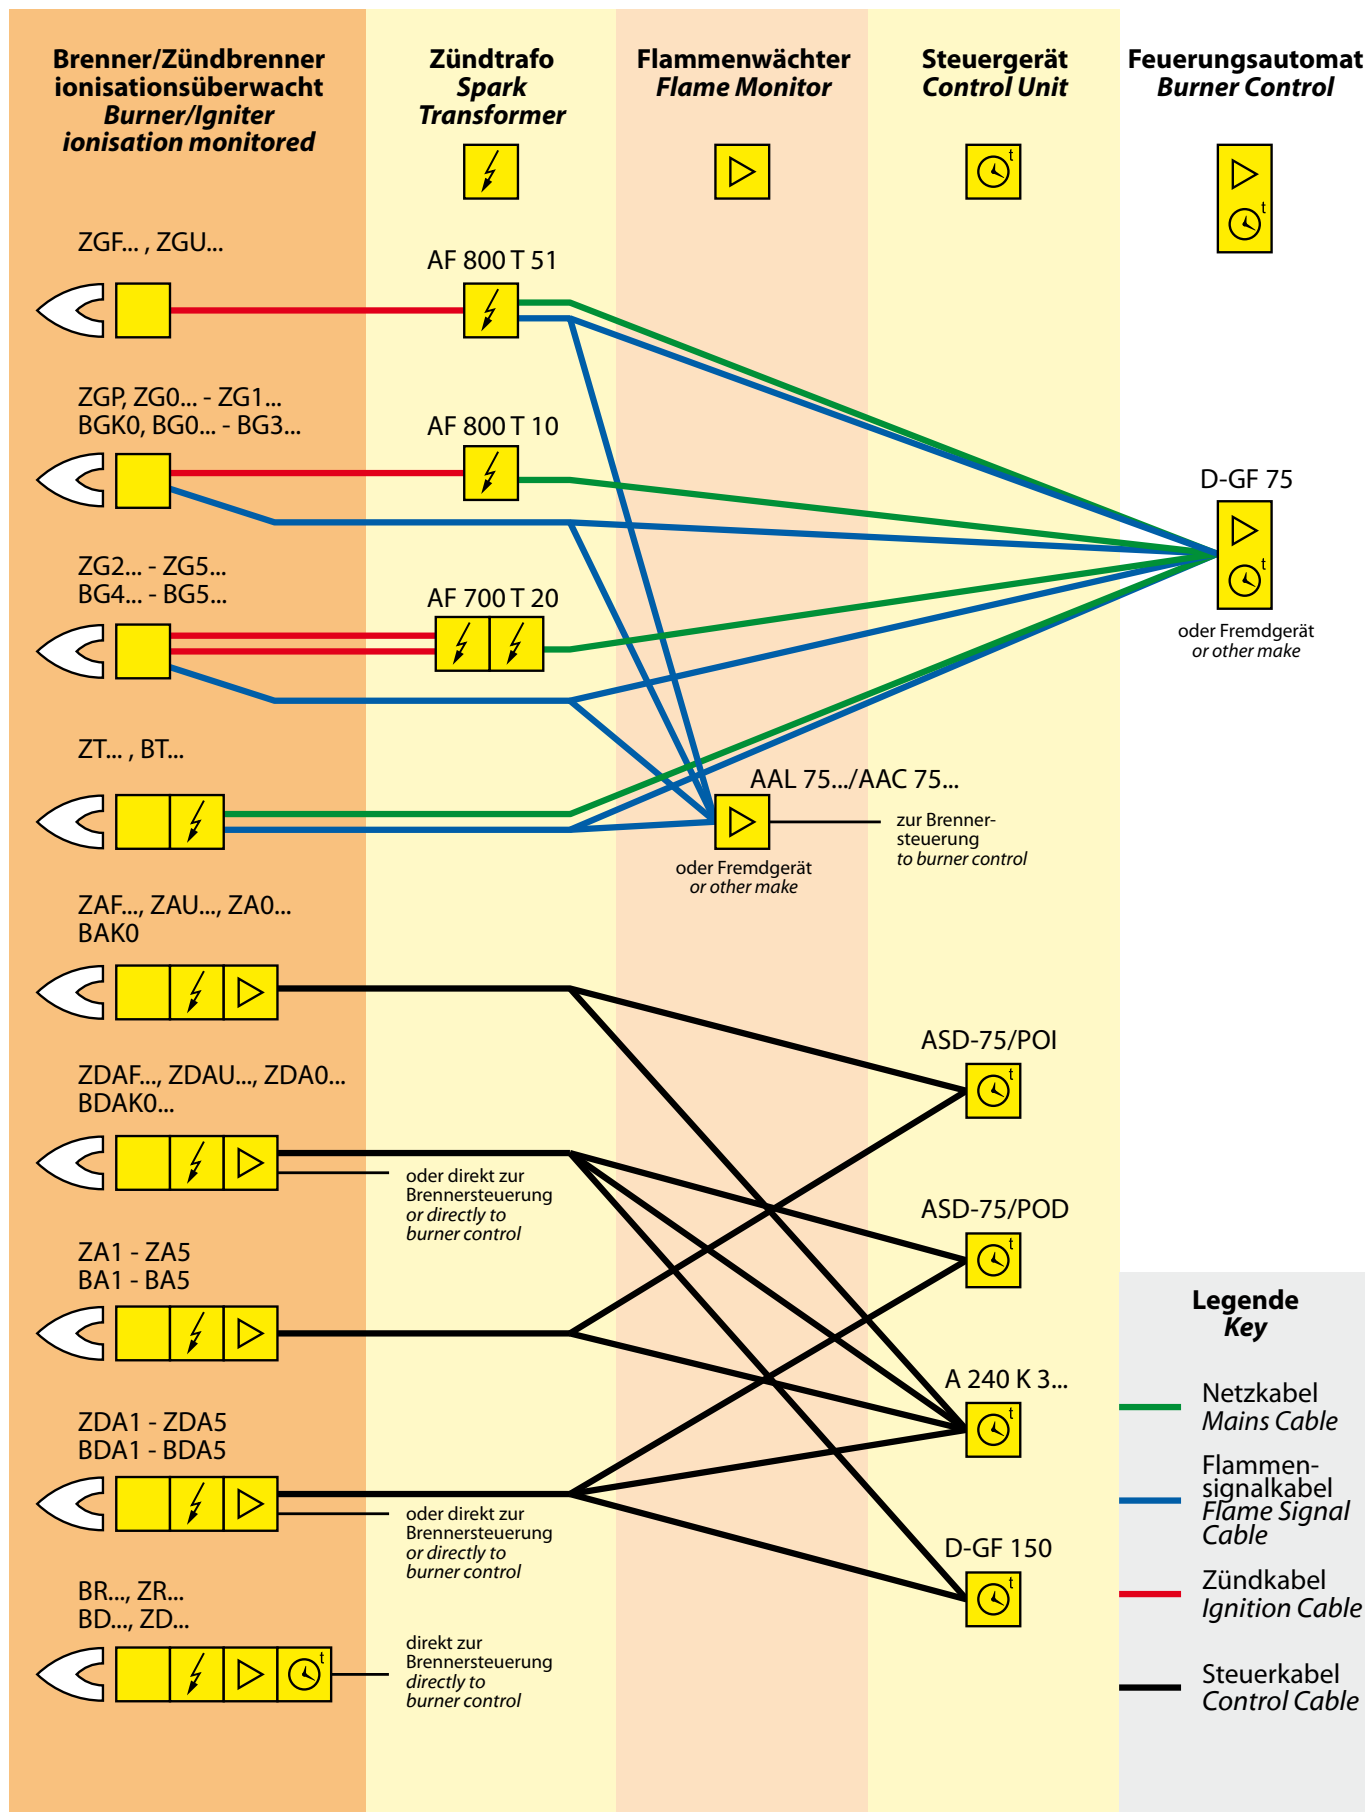 Brenner/Zündbrenner
ionisationsüberwacht
Burner/Igniter
ionisation monitored
Zündtrafo
Spark
Transformer
Flammenwächter
Flame Monitor
Steuergerät
Control Unit
Feuerungsautomat
Burner Control
t
t
ZGF... , ZGU...
AF 800 T 51
ZGP, ZG0... - ZG1...
BGK0, BG0... - BG3...
AF 800 T 10
D-GF 75
t
oder Fremdgerät
or other make
ZG2... - ZG5...
BG4... - BG5...
AF 700 T 20
ZT... , BT...
AAL 75.../AAC 75...
zur Brenner-
steuerung
to burner control
oder Fremdgerät
or other make
ZAF..., ZAU..., ZA0...
BAK0
ASD-75/POI
t
ZDAF..., ZDAU..., ZDA0...
BDAK0...
oder direkt zur
Brennersteuerung
or directly to
burner control
ASD-75/POD
t
ZA1 - ZA5
BA1 - BA5
A 240 K 3...
t
ZDA1 - ZDA5
BDA1 - BDA5
oder direkt zur
Brennersteuerung
or directly to
burner control
D-GF 150
t
BR..., ZR...
BD..., ZD...
t
direkt zur
Brennersteuerung
directly to
burner control
Legende
Key
Netzkabel
Mains Cable
Flammen-
signalkabel
Flame Signal
Cable
Zündkabel
Ignition Cable
Steuerkabel
Control Cable